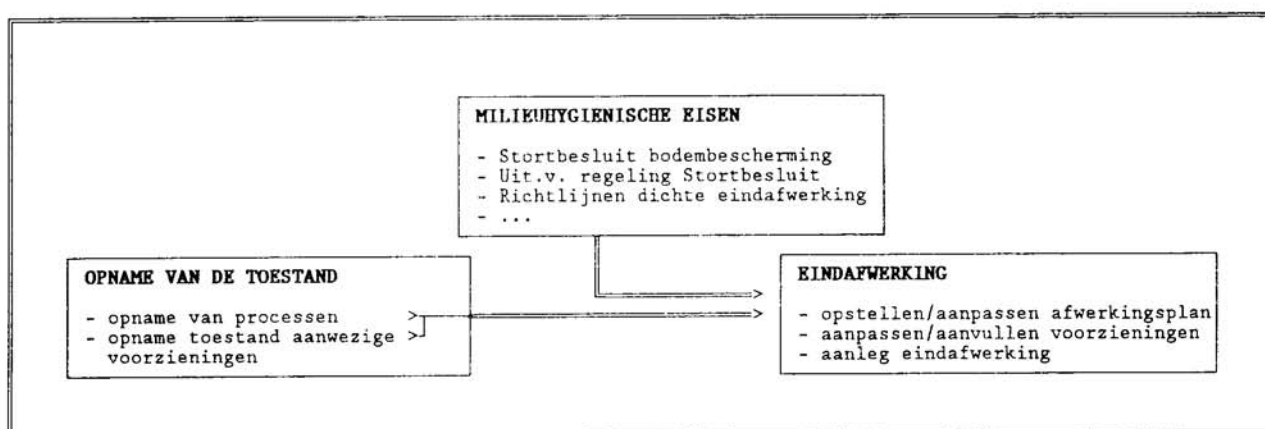 MILIEUHYGIENISCHE EISEN
- Stortbesluit bodembescherming
- Uit.v. regeling Stortbesluit
- Richtlijnen dichte eindafwerking
- ...
OPNAME VAN DE TOESTAND
- opname van processen
- opname toestand aanwezige
voorzieningen
EINDAFWERKING
- opstellen/aanpassen afwerkingsplan
- aanpassen/aanvullen voorzieningen
- aanleg eindafwerking